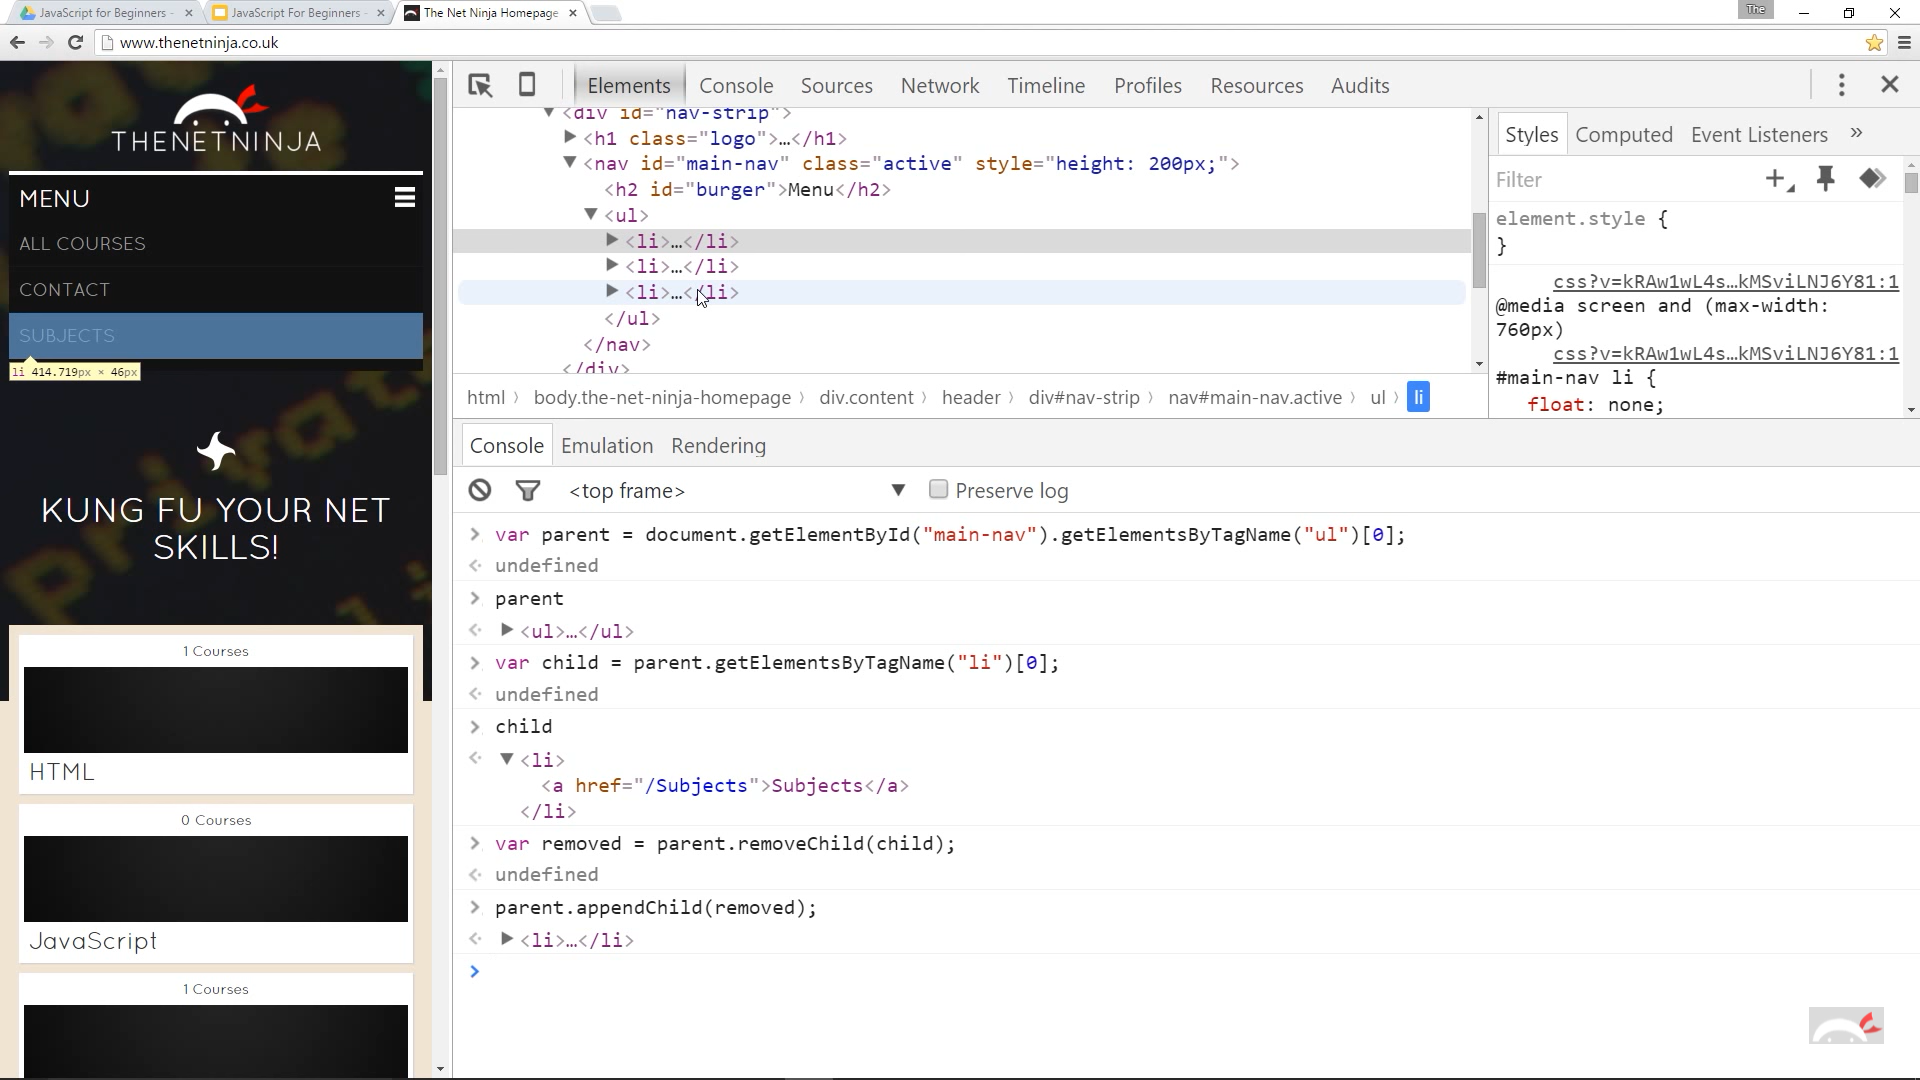 JavaScript for Beginners -
JavaScript For Beginners -
The Net Ninja Homepage
The
www.thenetninja.co.uk
THENETNINJA
MENU
ALL COURSES
CONTACT
SUBJECTS
li 414.719px × 46px
KUNG FU YOUR NET
SKILLS!
1 Courses
HTML
0 Courses
JavaScript
1 Courses
Elements Console Sources Network Timeline Profiles Resources Audits
<div id="nav-strip">
<h1 class="logo">…</h1>
<nav id="main-nav" class="active" style="height: 200px;">
<h2 id="burger">Menu</h2>
<ul>
<li>…</li>
<li>…</li>
<li>…</li>
</ul>
</nav>
</div>
html body.the-net-ninja-homepage div.content header div#nav-strip nav#main-nav.active ul li
Styles Computed Event Listeners »
Filter
element.style {
}
css?v=kRAw1wL4s…kMSviLNJ6Y81:1
@media screen and (max-width:
760px)
css?v=kRAw1wL4s…kMSviLNJ6Y81:1
#main-nav li {
float: none;
Console Emulation Rendering
<top frame> Preserve log
var parent = document.getElementById("main-nav").getElementsByTagName("ul")[0];
undefined
parent
<ul>…</ul>
var child = parent.getElementsByTagName("li")[0];
undefined
child
<li>
<a href="/Subjects">Subjects</a>
</li>
var removed = parent.removeChild(child);
undefined
parent.appendChild(removed);
<li>…</li>